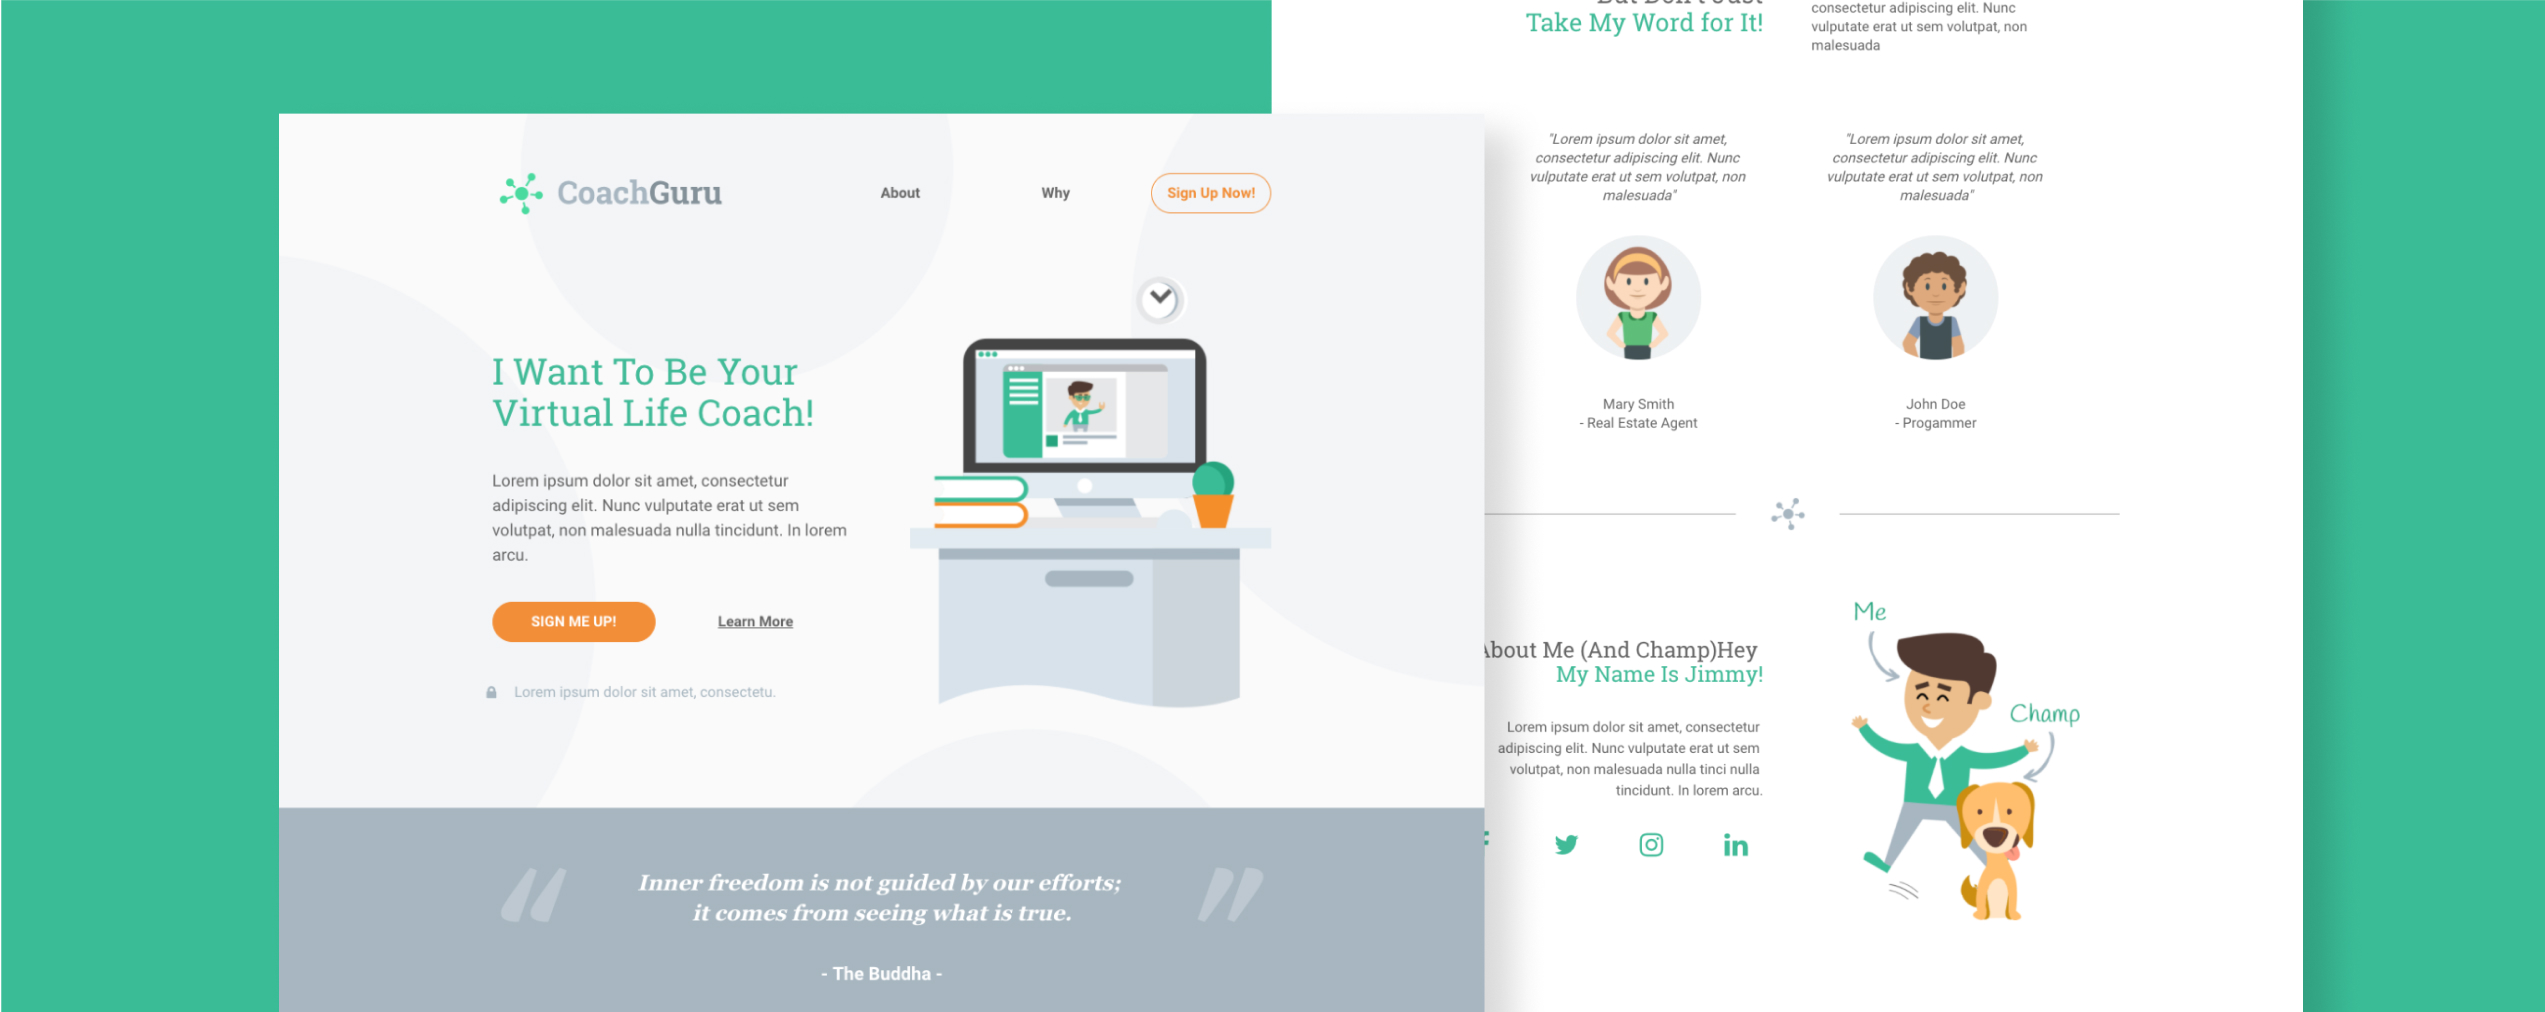 CoachGuru
About
Why
Sign Up Now!
I Want To Be Your
Virtual Life Coach!
Lorem ipsum dolor sit amet, consectetur
adipiscing elit. Nunc vulputate erat ut sem
volutpat, non malesuada nulla tincidunt. In lorem
arcu.
SIGN ME UP!
Learn More
Lorem ipsum dolor sit amet, consectetu.
Inner freedom is not guided by our efforts;
it comes from seeing what is true.
- The Buddha -
But Don't Just
Take My Word for It!
consectetur adipiscing elit. Nunc
vulputate erat ut sem volutpat, non
malesuada
"Lorem ipsum dolor sit amet,
consectetur adipiscing elit. Nunc
vulputate erat ut sem volutpat, non
malesuada"
Mary Smith
- Real Estate Agent
"Lorem ipsum dolor sit amet,
consectetur adipiscing elit. Nunc
vulputate erat ut sem volutpat, non
malesuada"
John Doe
- Progammer
About Me (And Champ)Hey
My Name Is Jimmy!
Lorem ipsum dolor sit amet, consectetur
adipiscing elit. Nunc vulputate erat ut sem
volutpat, non malesuada nulla tinci nulla
tincidunt. In lorem arcu.
Me
Champ